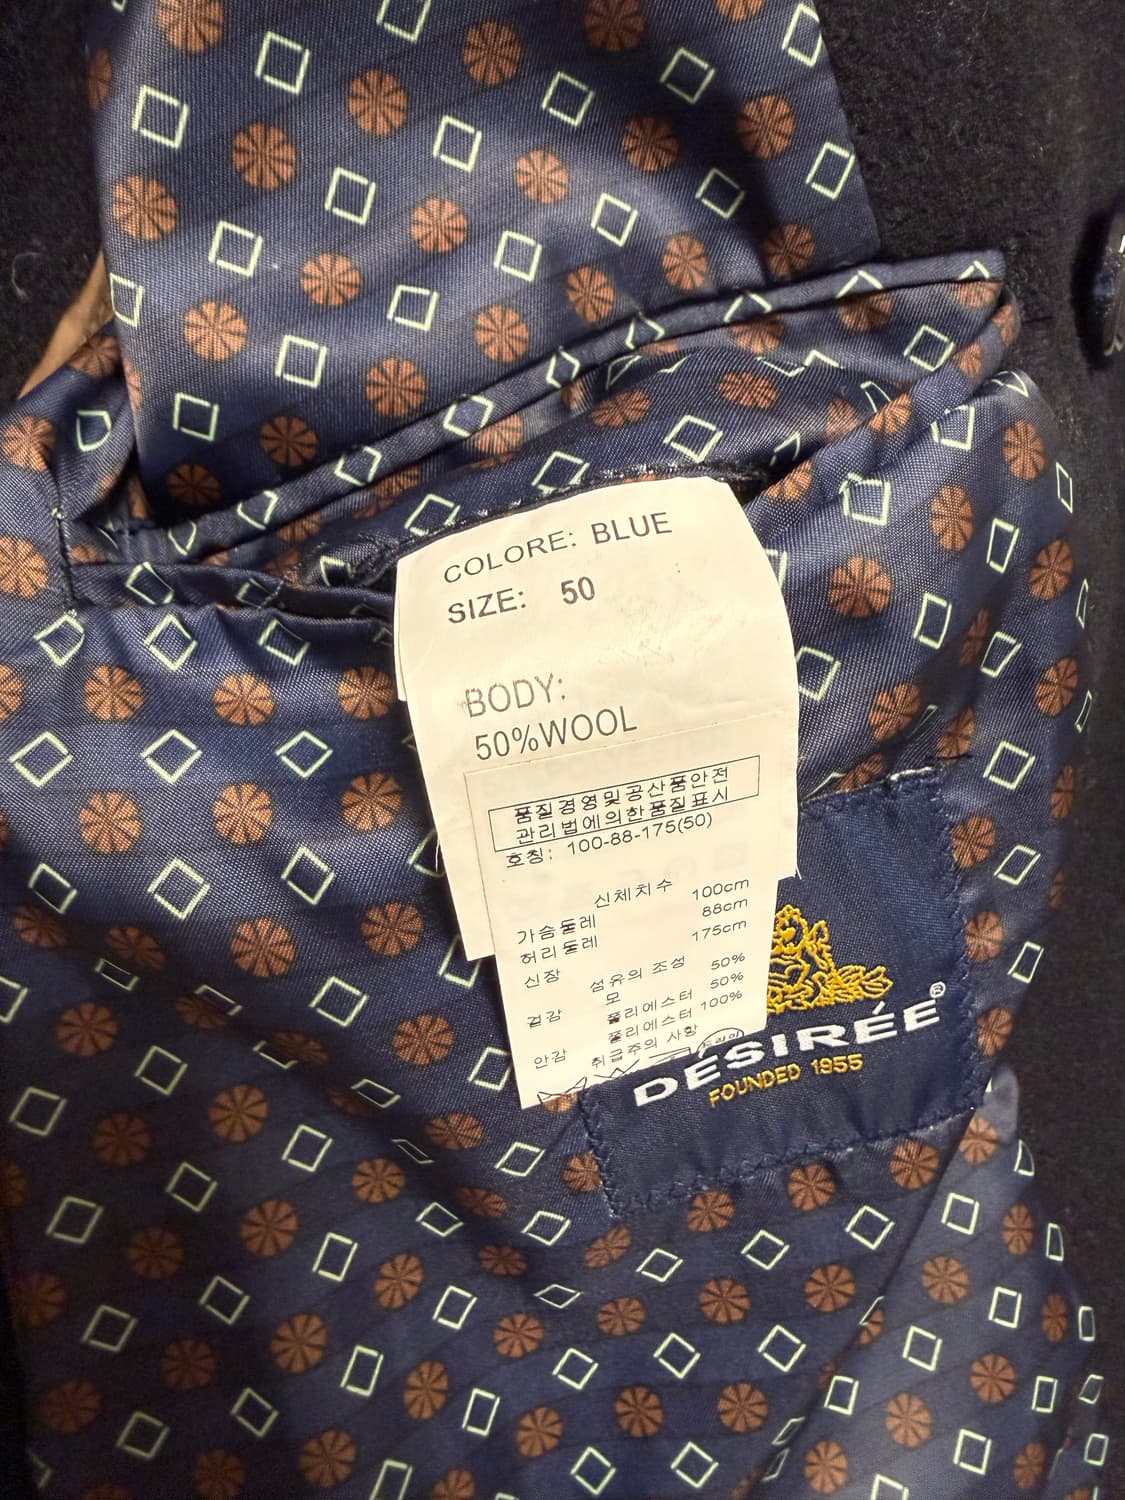 COLORE: BLUE
SIZE: 50
BODY:
50%WOOL
품질경영및공산품안전
관리법에의한품질표시
호칭: 100-88-175(50)
신체치수
가슴둘레 100cm
허리둘레 88cm
신장 175cm
섬유의 조성
겉감 모 50%
폴리에스터 50%
안감 폴리에스터 100%
취급주의 사항
드라이
DÉSIRÉE®
FOUNDED 1955